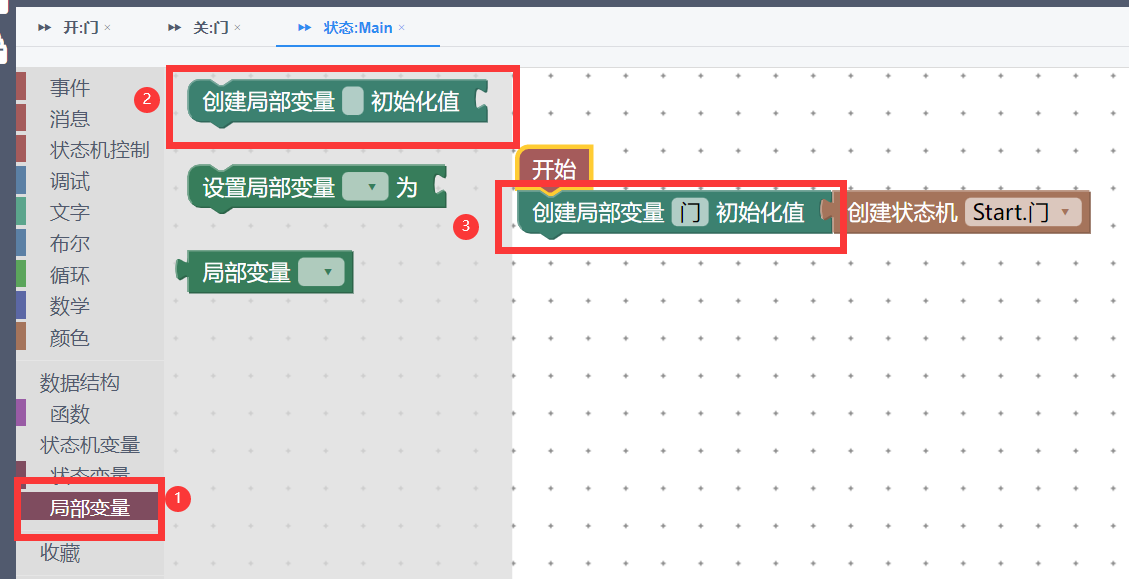 开:门 × 关:门 × 状态:Main ×
事件
消息
状态机控制
调试
文字
布尔
循环
数学
颜色
数据结构
函数
状态机变量
状态变量
局部变量
收藏
1
2
创建局部变量 初始化值
设置局部变量 为
局部变量
3
开始
创建局部变量 门 初始化值 创建状态机 Start.门